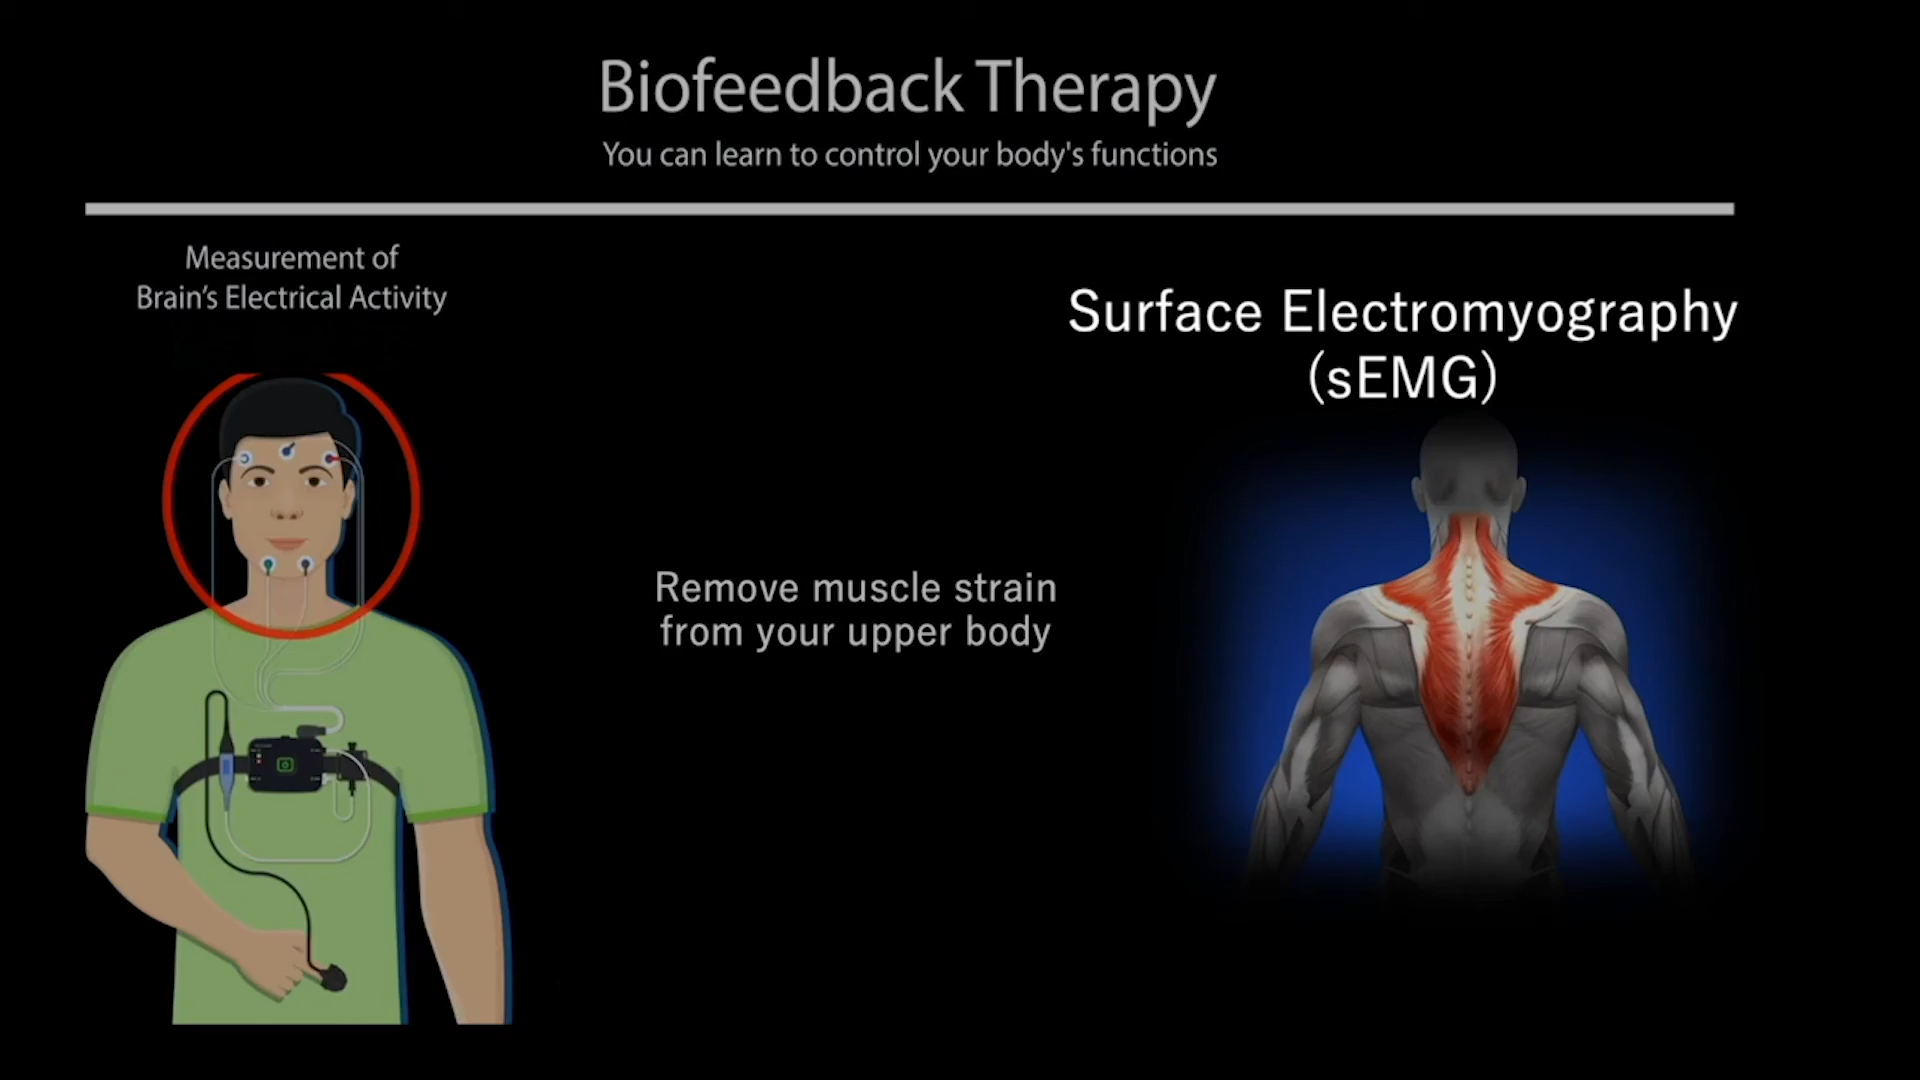 Biofeedback Therapy
You can learn to control your body's functions
Measurement of
Brain’s Electrical Activity
Surface Electromyography
(sEMG)
Remove muscle strain
from your upper body